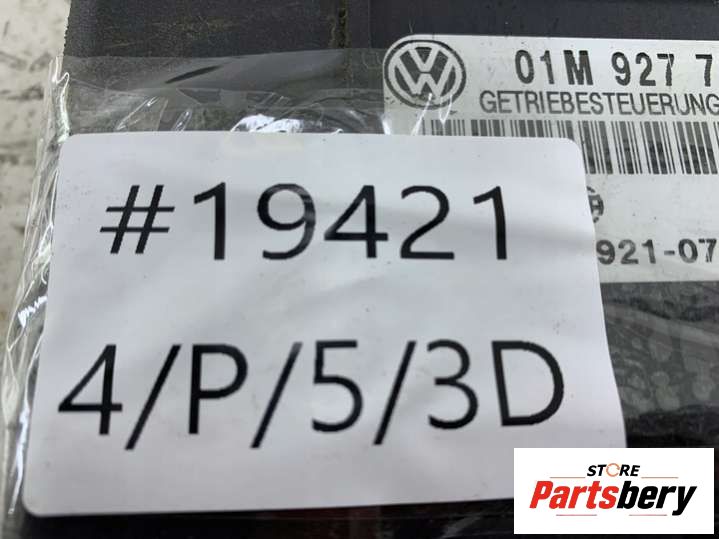 01M 927 7
GETRIEBESTEUERUNG
921-07
#19421
4/P/5/3D
STORE
Partsbery